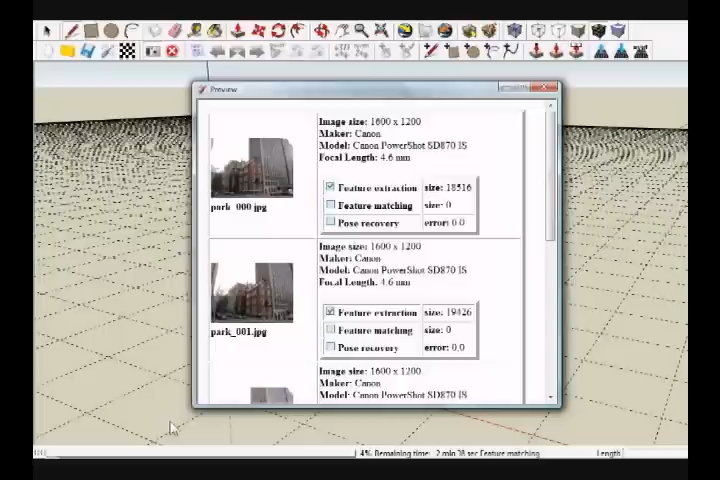 Preview
Image size: 1600 x 1200
Maker: Canon
Model: Canon PowerShot SD870 IS
Focal Length: 4.6 mm
Feature extraction size: 18516
Feature matching size: 0
Pose recovery error: 0.0
park_000.jpg
Image size: 1600 x 1200
Maker: Canon
Model: Canon PowerShot SD870 IS
Focal Length: 4.6 mm
Feature extraction size: 19426
Feature matching size: 0
Pose recovery error: 0.0
park_001.jpg
Image size: 1600 x 1200
Maker: Canon
Model: Canon PowerShot SD870 IS
4% Remaining time: 2 min 38 sec Feature matching
Length